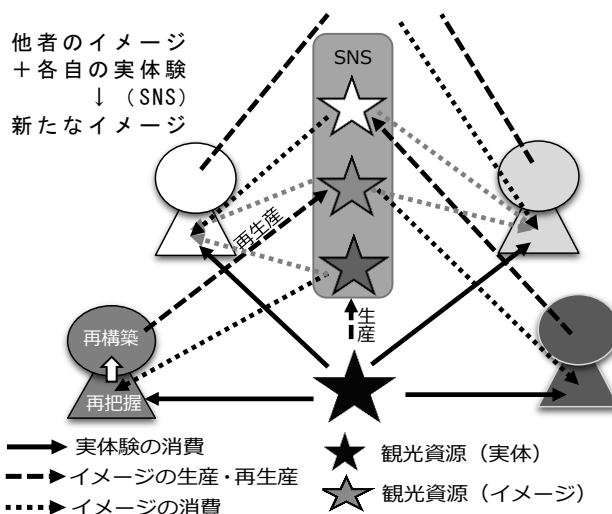 他者のイメージ
＋各自の実体験
↓（SNS）
新たなイメージ
SNS
再生産
生産
再構築
再把握
実体験の消費
イメージの生産・再生産
イメージの消費
観光資源（実体）
観光資源（イメージ）